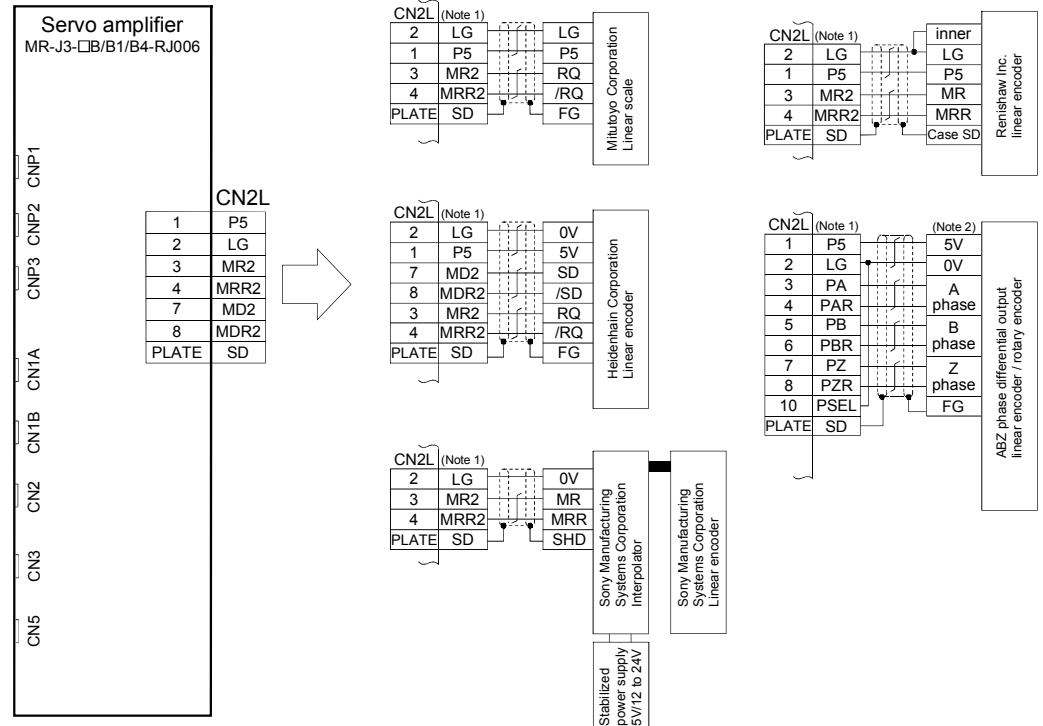 Servo amplifier
MR-J3-□B/B1/B4-RJ006
CNP1
CNP2
CNP3
CN1A
CN1B
CN2
CN3
CN5
CN2L
1 P5
2 LG
3 MR2
4 MRR2
7 MD2
8 MDR2
PLATE SD
CN2L (Note 1)
2 LG LG
1 P5 P5
3 MR2 RQ
4 MRR2 /RQ
PLATE SD FG
Mitutoyo Corporation
Linear scale
CN2L (Note 1)
2 LG 0V
1 P5 5V
7 MD2 SD
8 MDR2 /SD
3 MR2 RQ
4 MRR2 /RQ
PLATE SD FG
Heidenhain Corporation
Linear encoder
CN2L (Note 1)
2 LG 0V
3 MR2 MR
4 MRR2 MRR
PLATE SD SHD
Sony Manufacturing
Systems Corporation
Interpolator
Sony Manufacturing
Systems Corporation
Linear encoder
Stabilized
power supply
5V/12 to 24V
CN2L (Note 1)
inner
2 LG LG
1 P5 P5
3 MR2 MR
4 MRR2 MRR
PLATE SD Case SD
Renishaw Inc.
linear encoder
CN2L (Note 1) (Note 2)
1 P5 5V
2 LG 0V
3 PA A
4 PAR phase
5 PB B
6 PBR phase
7 PZ Z
8 PZR phase
10 PSEL FG
PLATE SD
ABZ phase differential output
linear encoder / rotary encoder